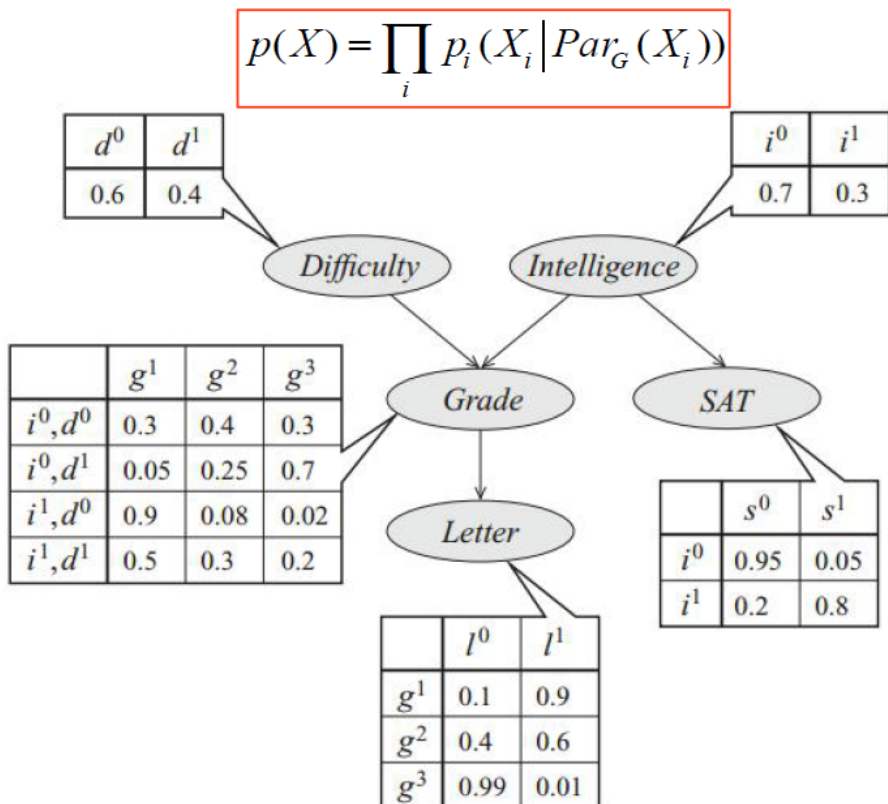 p(X) = ∏ᵢ pᵢ(Xᵢ|Par_G(Xᵢ))
d⁰ d¹
0.6 0.4
i⁰ i¹
0.7 0.3
Difficulty
Intelligence
g¹ g² g³
i⁰,d⁰ 0.3 0.4 0.3
i⁰,d¹ 0.05 0.25 0.7
i¹,d⁰ 0.9 0.08 0.02
i¹,d¹ 0.5 0.3 0.2
Grade
SAT
Letter
s⁰ s¹
i⁰ 0.95 0.05
i¹ 0.2 0.8
l⁰ l¹
g¹ 0.1 0.9
g² 0.4 0.6
g³ 0.99 0.01